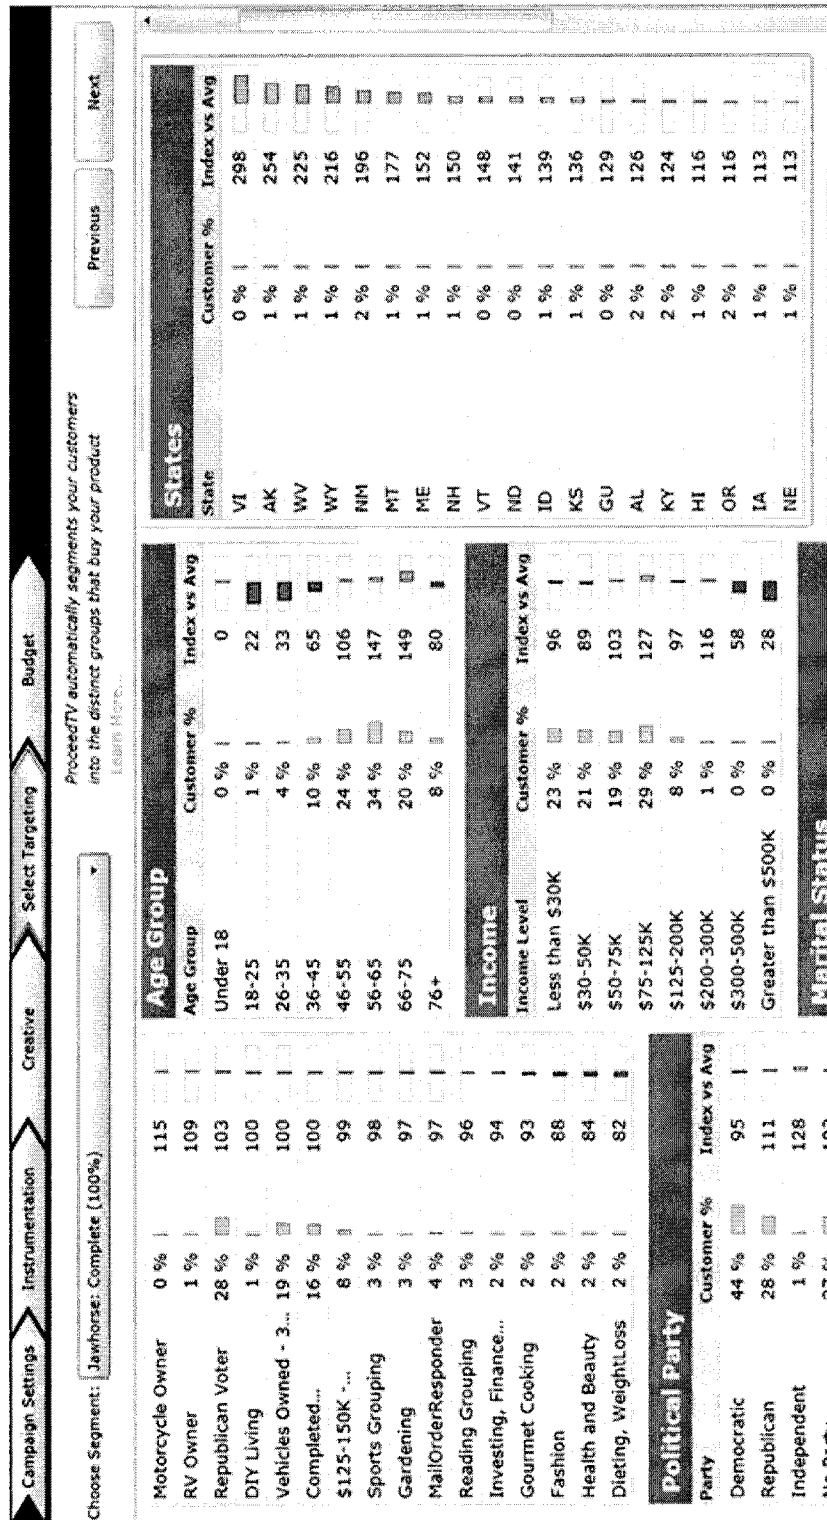 Campaign Settings Instrumentation Creative Select Targeting Budget
Choose Segment: Jawhorse: Complete (100%)
ProceedTV automatically segments your customers
into the distinct groups that buy your product
Learn More...
Previous Next
Motorcycle Owner 0 % 115
RV Owner 1 % 109
Republican Voter 28 % 103
DIY Living 1 % 100
Vehicles Owned - 3... 19 % 100
Completed... 16 % 100
$125-150K -... 8 % 99
Sports Grouping 3 % 98
Gardening 3 % 97
MailOrderResponder 4 % 97
Reading Grouping 3 % 96
Investing, Finance... 2 % 94
Gourmet Cooking 2 % 93
Fashion 2 % 88
Health and Beauty 2 % 84
Dieting, WeightLoss 2 % 82
Political Party
Party Customer % Index vs Avg
Democratic 44 % 95
Republican 28 % 111
Independent 1 % 128
Age Group
Age Group Customer % Index vs Avg
Under 18 0 % 0
18-25 1 % 22
26-35 4 % 33
36-45 10 % 65
46-55 24 % 106
56-65 34 % 147
66-75 20 % 149
76+ 8 % 80
Income
Income Level Customer % Index vs Avg
Less than $30K 23 % 96
$30-50K 21 % 89
$50-75K 19 % 103
$75-125K 29 % 127
$125-200K 8 % 97
$200-300K 1 % 116
$300-500K 0 % 58
Greater than $500K 0 % 28
Marital Status
States
State Customer % Index vs Avg
VI 0 % 298
AK 1 % 254
WV 1 % 225
WY 1 % 216
NM 2 % 196
MT 1 % 177
ME 1 % 152
NH 1 % 150
VT 0 % 148
ND 0 % 141
ID 1 % 139
KS 1 % 136
GU 0 % 129
AL 2 % 126
KY 2 % 124
HI 1 % 116
OR 2 % 116
IA 1 % 113
NE 1 % 113